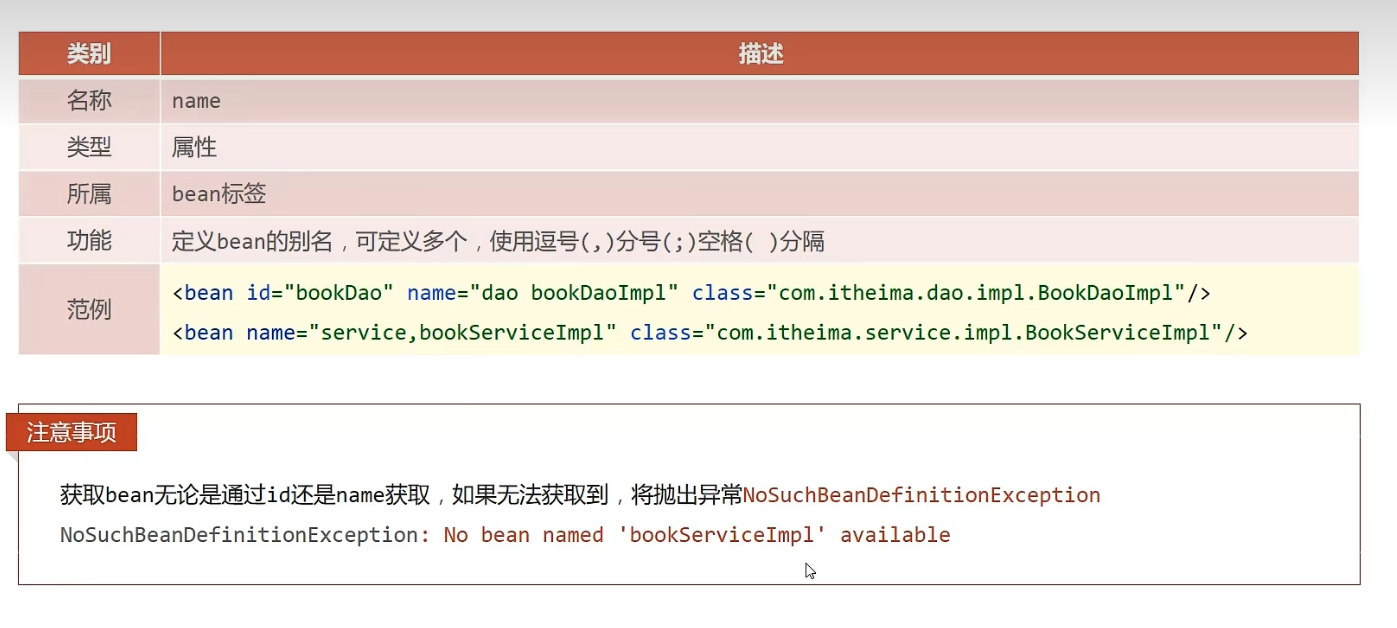 类别 描述
名称 name
类型 属性
所属 bean标签
功能 定义bean的别名，可定义多个，使用逗号(,)分号(;)空格( )分隔
范例 <bean id="bookDao" name="dao bookDaoImpl" class="com.itheima.dao.impl.BookDaoImpl"/>
<bean name="service,bookServiceImpl" class="com.itheima.service.impl.BookServiceImpl"/>
注意事项
获取bean无论是通过id还是name获取，如果无法获取到，将抛出异常NoSuchBeanDefinitionException
NoSuchBeanDefinitionException: No bean named 'bookServiceImpl' available